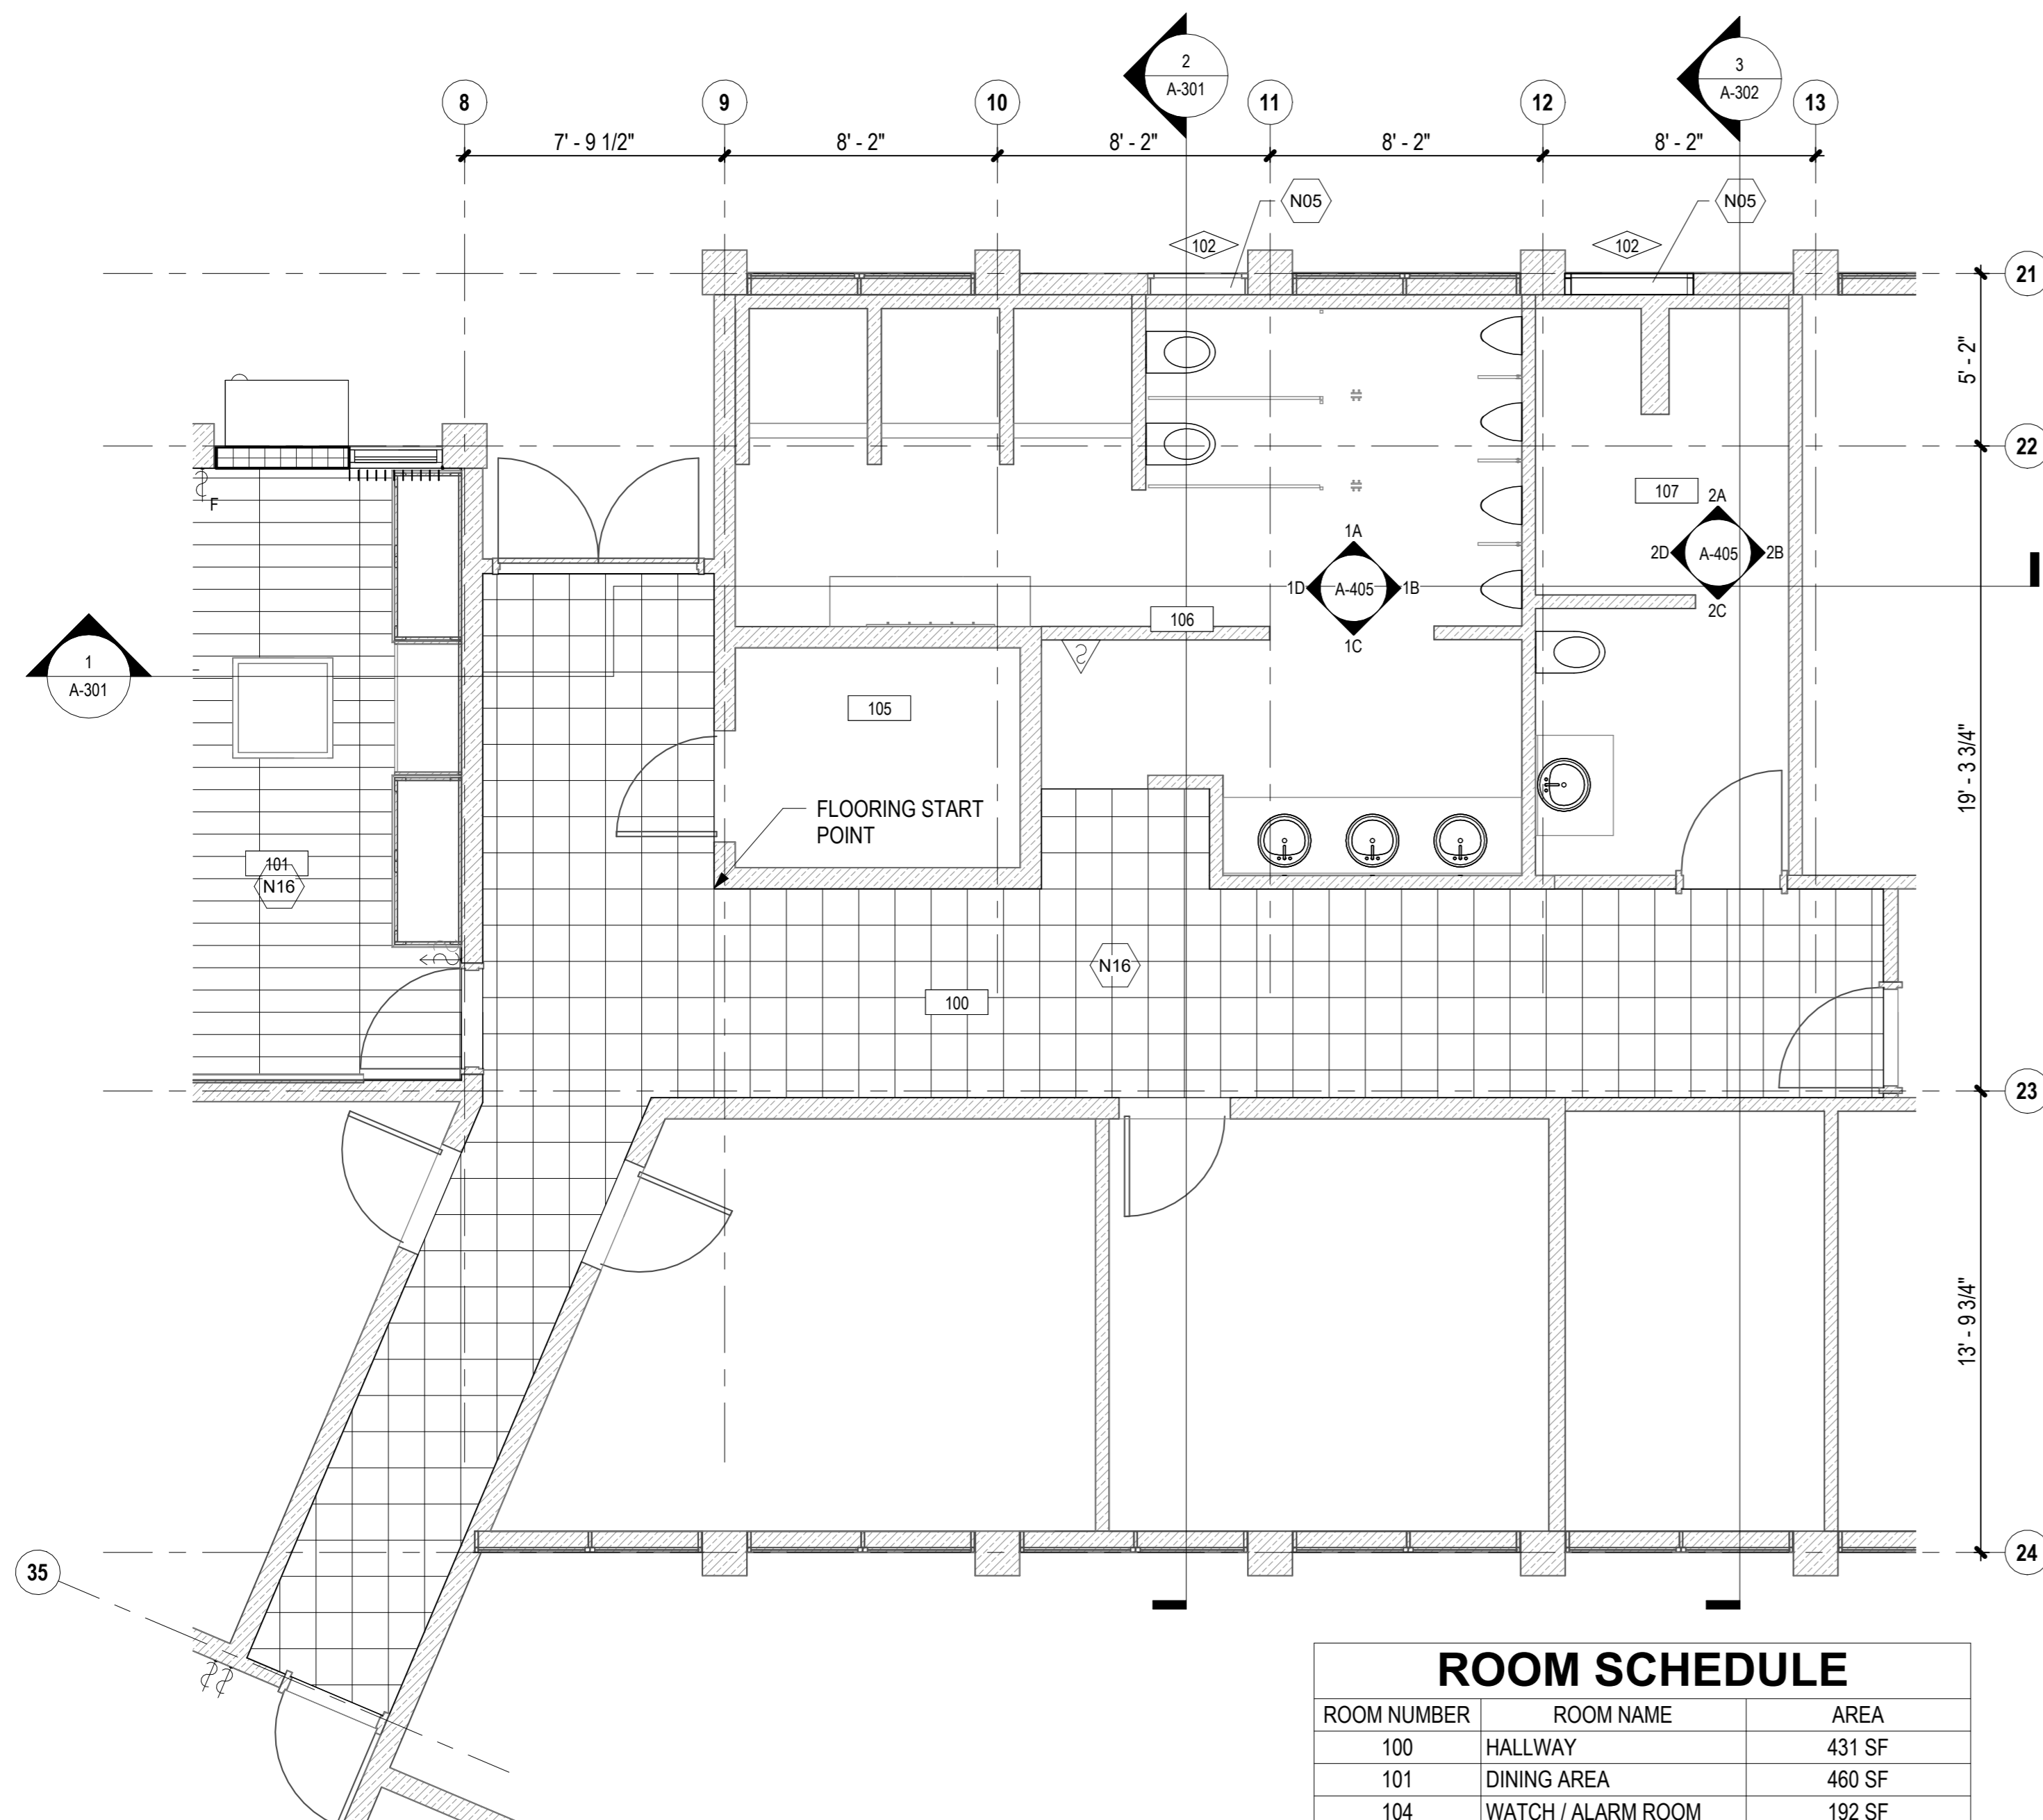 2
A-301
3
A-302
8
9
10
11
12
13
7' - 9 1/2"
8' - 2"
8' - 2"
8' - 2"
8' - 2"
N05
N05
102
102
21
5' - 2"
22
F
107
2A
2D
A-405
2B
2C
1A
1D
A-405
1B
1C
106
1
A-301
105
19' - 3 3/4"
FLOORING START
POINT
101
N16
N16
100
23
13' - 9 3/4"
24
35
ROOM SCHEDULE
ROOM NUMBER ROOM NAME AREA
100 HALLWAY 431 SF
101 DINING AREA 460 SF
104 WATCH / ALARM ROOM 192 SF